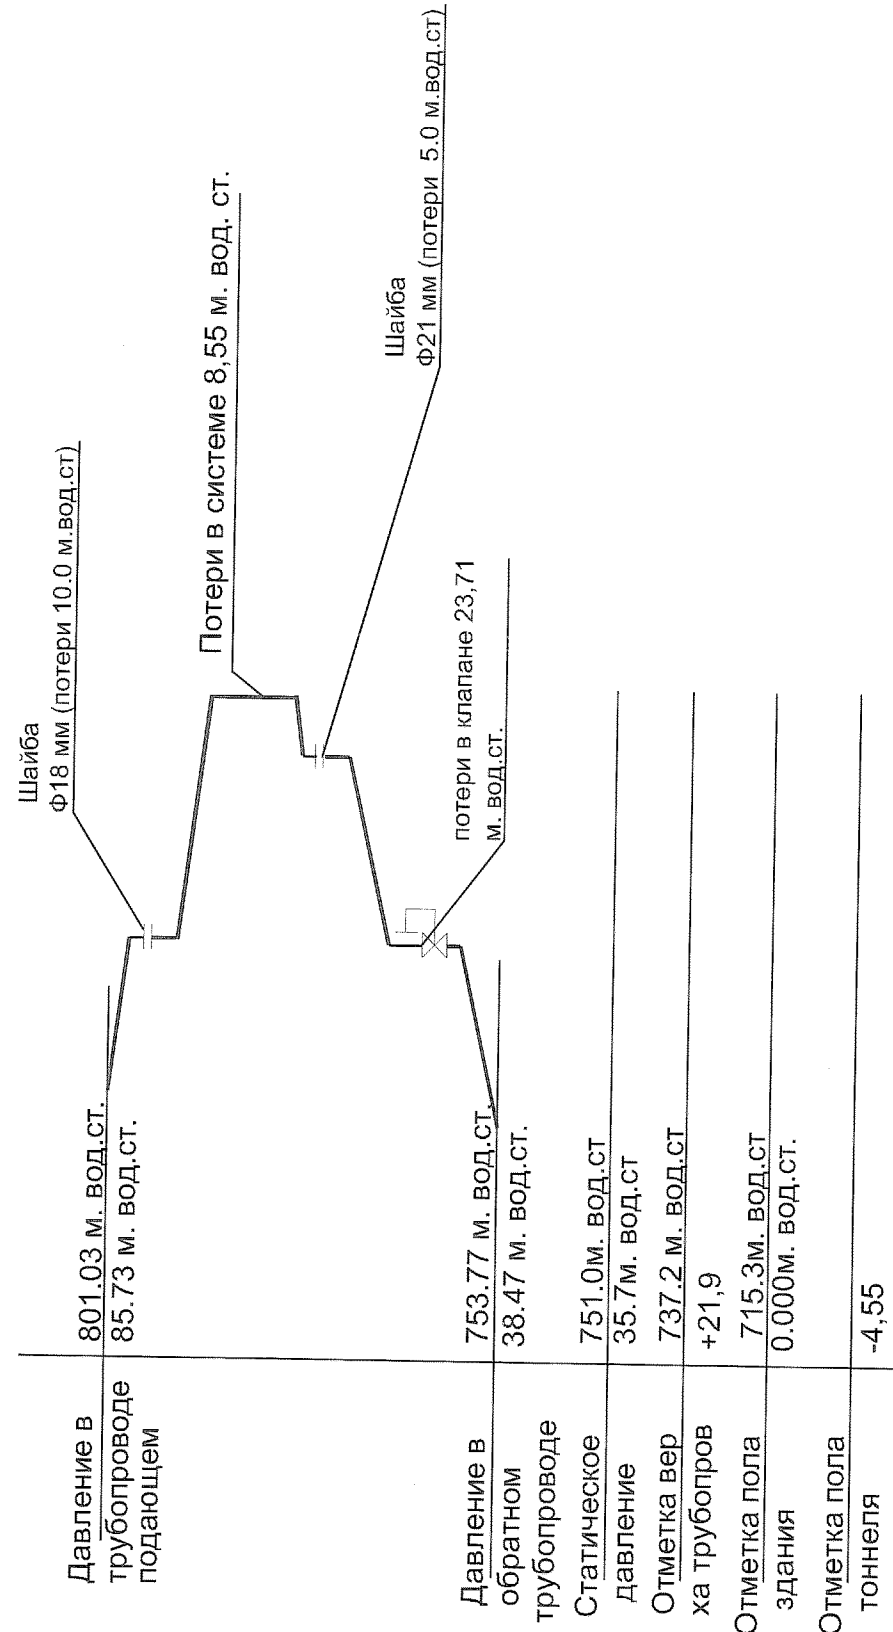 Шайба
Ф18 мм (потери 10.0 м.вод.ст)
Потери в системе 8,55 м. вод. ст.
Шайба
Ф21 мм (потери 5.0 м.вод.ст)
потери в клапане 23,71
м. вод.ст.
Давление в
трубопроводе
подающем
801.03 м. вод.ст.
85.73 м. вод.ст.
Давление в
обратном
трубопроводе
753.77 м. вод.ст.
38.47 м. вод.ст.
Статическое
давление
751.0м. вод.ст
35.7м. вод.ст
Отметка вер
ха трубопров
737.2 м. вод.ст
+21,9
Отметка пола
здания
715.3м. вод.ст
0.000м. вод.ст.
Отметка пола
тоннеля
-4,55